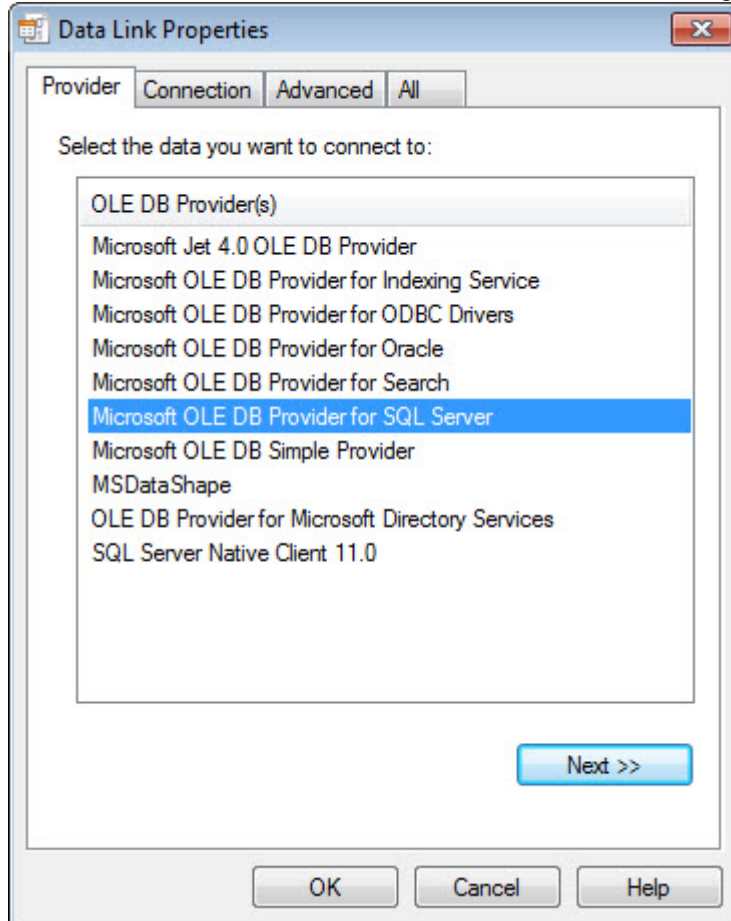 Data Link Properties
Provider Connection Advanced All
Select the data you want to connect to:
OLE DB Provider(s)
Microsoft Jet 4.0 OLE DB Provider
Microsoft OLE DB Provider for Indexing Service
Microsoft OLE DB Provider for ODBC Drivers
Microsoft OLE DB Provider for Oracle
Microsoft OLE DB Provider for Search
Microsoft OLE DB Provider for SQL Server
Microsoft OLE DB Simple Provider
MSDataShape
OLE DB Provider for Microsoft Directory Services
SQL Server Native Client 11.0
Next >>
OK Cancel Help